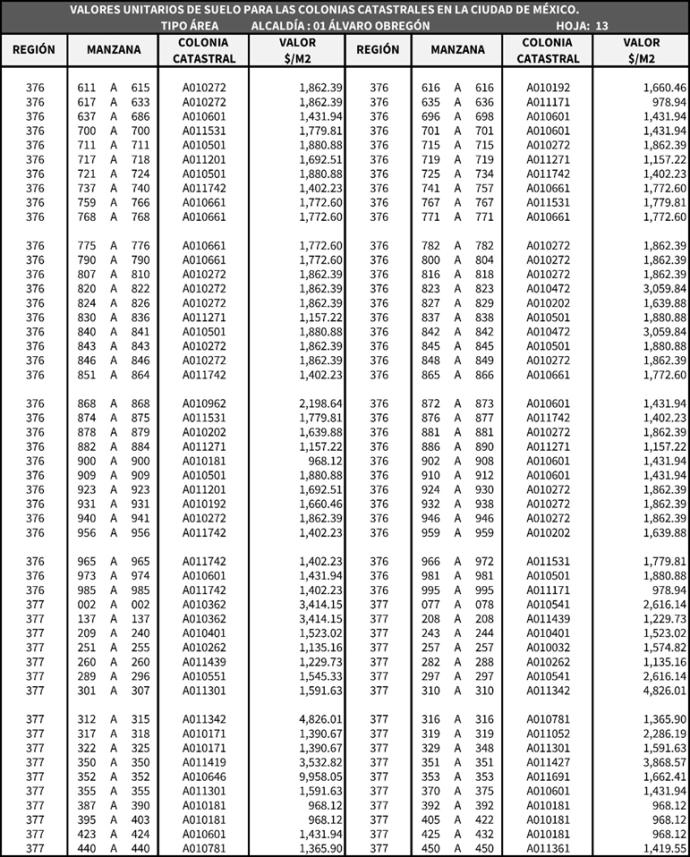 VALORES UNITARIOS DE SUELO PARA LAS COLONIAS CATASTRALES EN LA CIUDAD DE MÉXICO.
TIPO ÁREA ALCALDÍA : 01 ÁLVARO OBREGÓN HOJA: 13
REGIÓN MANZANA COLONIA CATASTRAL VALOR $/M2 REGIÓN MANZANA COLONIA CATASTRAL VALOR $/M2
376 611 A 615 A010272 1,862.39 376 616 A 616 A010192 1,660.46
376 617 A 633 A010272 1,862.39 376 635 A 636 A011171 978.94
376 637 A 686 A010601 1,431.94 376 696 A 698 A010601 1,431.94
376 700 A 700 A011531 1,779.81 376 701 A 701 A010601 1,431.94
376 711 A 711 A010501 1,880.88 376 715 A 715 A010272 1,862.39
376 717 A 718 A011201 1,692.51 376 719 A 719 A011271 1,157.22
376 721 A 724 A010501 1,880.88 376 725 A 734 A011742 1,402.23
376 737 A 740 A011742 1,402.23 376 741 A 757 A010661 1,772.60
376 759 A 766 A010661 1,772.60 376 767 A 767 A011531 1,779.81
376 768 A 768 A010661 1,772.60 376 771 A 771 A010661 1,772.60
376 775 A 776 A010661 1,772.60 376 782 A 782 A010272 1,862.39
376 790 A 790 A010661 1,772.60 376 800 A 804 A010272 1,862.39
376 807 A 810 A010272 1,862.39 376 816 A 818 A010272 1,862.39
376 820 A 822 A010272 1,862.39 376 823 A 823 A010472 3,059.84
376 824 A 826 A010272 1,862.39 376 827 A 829 A010202 1,639.88
376 830 A 836 A011271 1,157.22 376 837 A 838 A010501 1,880.88
376 840 A 841 A010501 1,880.88 376 842 A 842 A010472 3,059.84
376 843 A 843 A010272 1,862.39 376 845 A 845 A010501 1,880.88
376 846 A 846 A010272 1,862.39 376 848 A 849 A010272 1,862.39
376 851 A 864 A011742 1,402.23 376 865 A 866 A010661 1,772.60
376 868 A 868 A010962 2,198.64 376 872 A 873 A010601 1,431.94
376 874 A 875 A011531 1,779.81 376 876 A 877 A011742 1,402.23
376 878 A 879 A010202 1,639.88 376 881 A 881 A010272 1,862.39
376 882 A 884 A011271 1,157.22 376 886 A 890 A011271 1,157.22
376 900 A 900 A010181 968.12 376 902 A 908 A010601 1,431.94
376 909 A 909 A010501 1,880.88 376 910 A 912 A010601 1,431.94
376 923 A 923 A011201 1,692.51 376 924 A 930 A010272 1,862.39
376 931 A 931 A010192 1,660.46 376 932 A 938 A010272 1,862.39
376 940 A 941 A010272 1,862.39 376 946 A 946 A010272 1,862.39
376 956 A 956 A011742 1,402.23 376 959 A 959 A010202 1,639.88
376 965 A 965 A011742 1,402.23 376 966 A 972 A011531 1,779.81
376 973 A 974 A010601 1,431.94 376 981 A 981 A010501 1,880.88
376 985 A 985 A011742 1,402.23 376 995 A 995 A011171 978.94
377 002 A 002 A010362 3,414.15 377 077 A 078 A010541 2,616.14
377 137 A 137 A010362 3,414.15 377 208 A 208 A011439 1,229.73
377 209 A 240 A010401 1,523.02 377 243 A 244 A010401 1,523.02
377 251 A 255 A010262 1,135.16 377 257 A 257 A010032 1,574.82
377 260 A 260 A011439 1,229.73 377 282 A 288 A010262 1,135.16
377 289 A 296 A010551 1,545.33 377 297 A 297 A010541 2,616.14
377 301 A 307 A011301 1,591.63 377 310 A 310 A011342 4,826.01
377 312 A 315 A011342 4,826.01 377 316 A 316 A010781 1,365.90
377 317 A 318 A010171 1,390.67 377 319 A 319 A011052 2,286.19
377 322 A 325 A010171 1,390.67 377 329 A 348 A011301 1,591.63
377 350 A 350 A011419 3,532.82 377 351 A 351 A011427 3,868.57
377 352 A 352 A010646 9,958.05 377 353 A 353 A011691 1,662.41
377 355 A 355 A011301 1,591.63 377 370 A 375 A010601 1,431.94
377 387 A 390 A010181 968.12 377 392 A 392 A010181 968.12
377 395 A 403 A010181 968.12 377 405 A 422 A010181 968.12
377 423 A 424 A010601 1,431.94 377 425 A 432 A010181 968.12
377 440 A 440 A010781 1,365.90 377 450 A 450 A011361 1,419.55